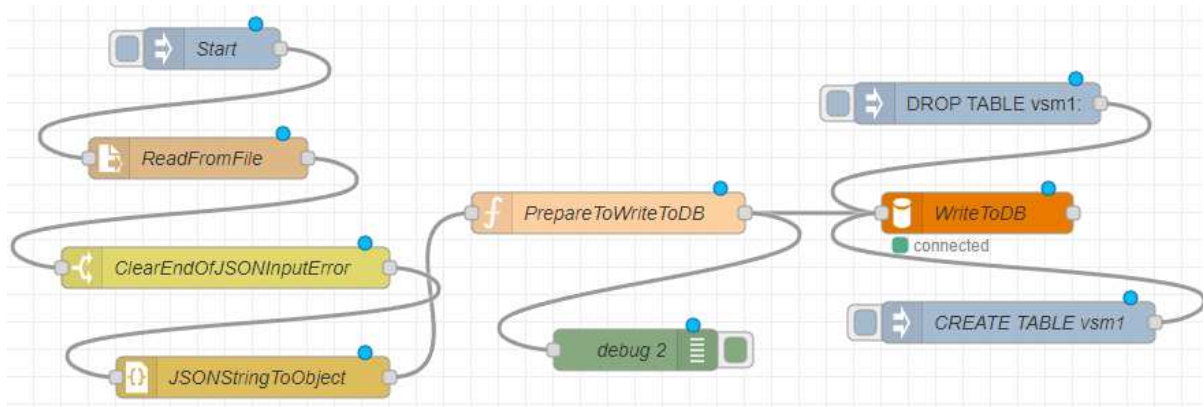 Start
ReadFromFile
ClearEndOfJSONInputError
JSONStringToObject
PrepareToWriteToDB
debug 2
DROP TABLE vsm1:
WriteToDB
connected
CREATE TABLE vsm1